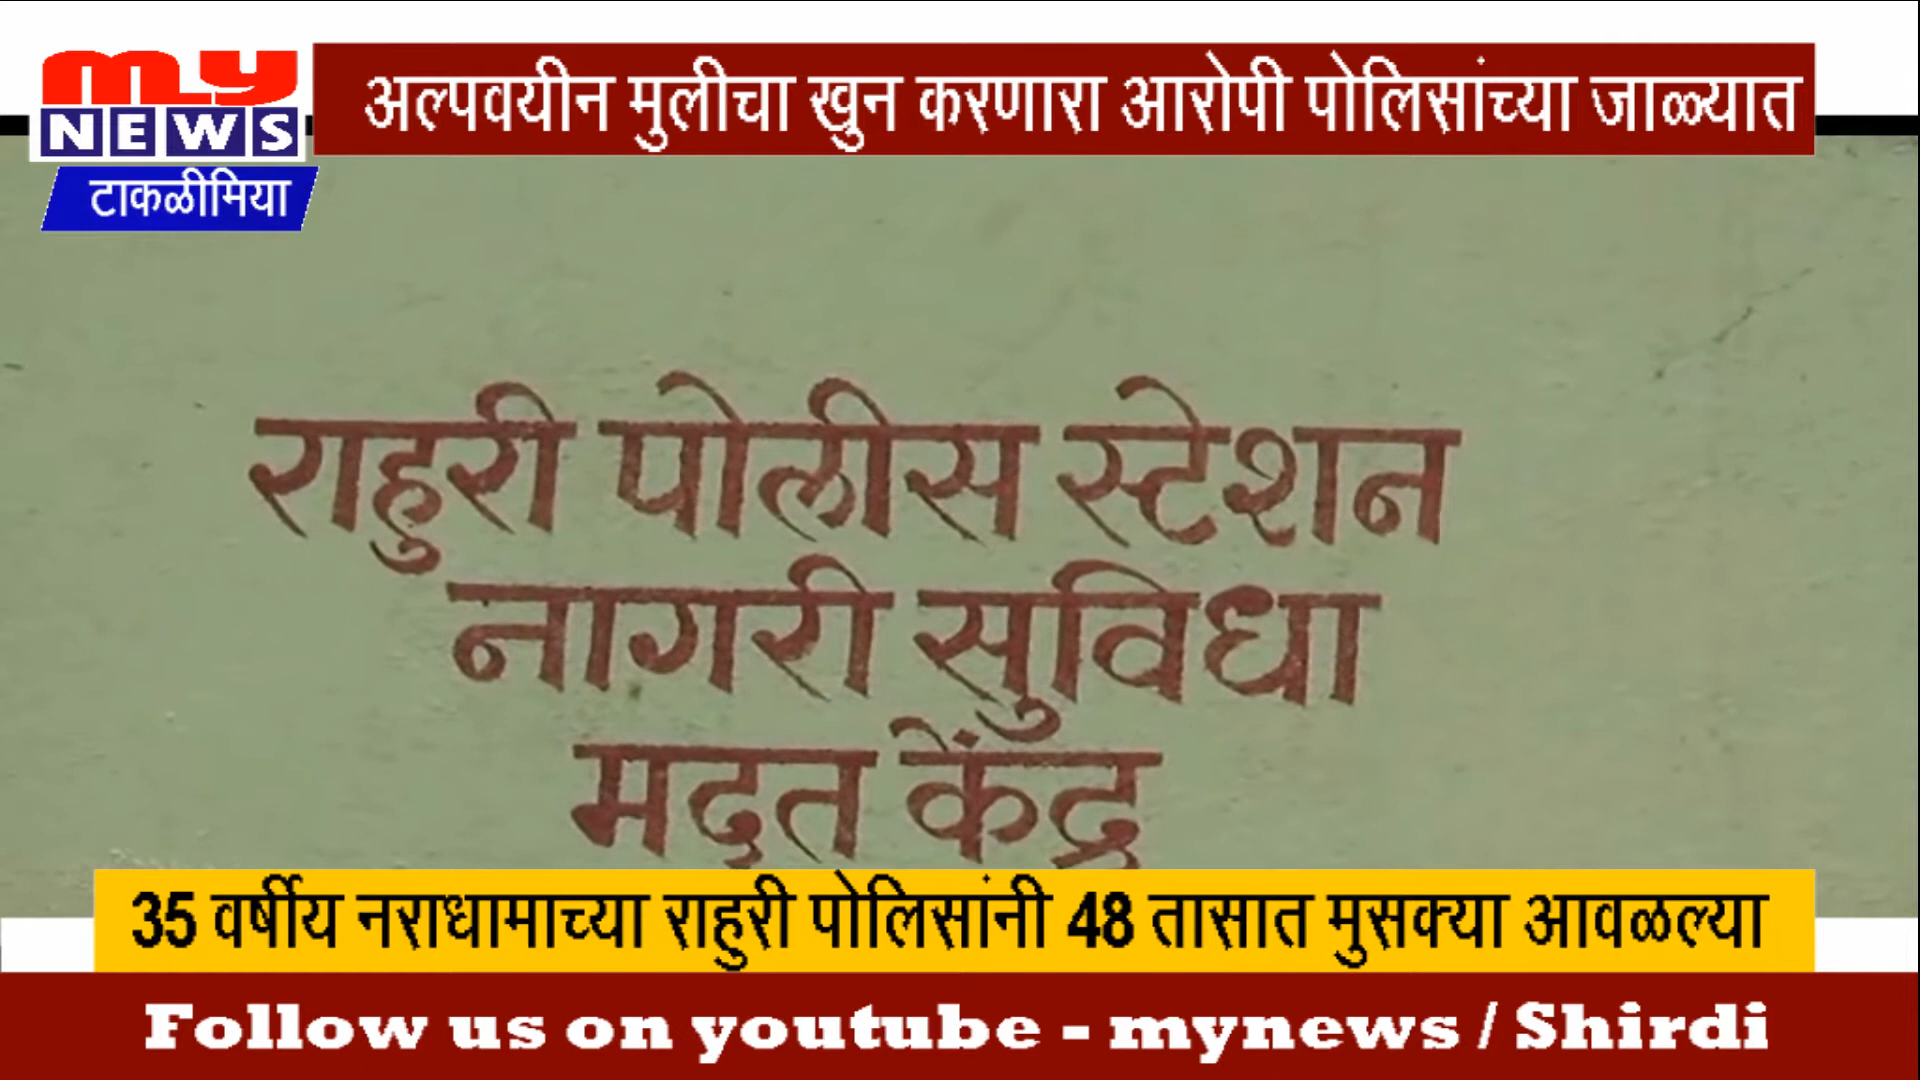 my
NEWS
अल्पवयीन मुलीचा खुन करणारा आरोपी पोलिसांच्या जाळ्यात
टाकळीमिया
राहुरी पोलीस स्टेशन
नागरी सुविधा
मदत केंद्र
35 वर्षीय नराधामाच्या राहुरी पोलिसांनी 48 तासात मुसक्या आवळल्या
Follow us on youtube - mynews / Shirdi